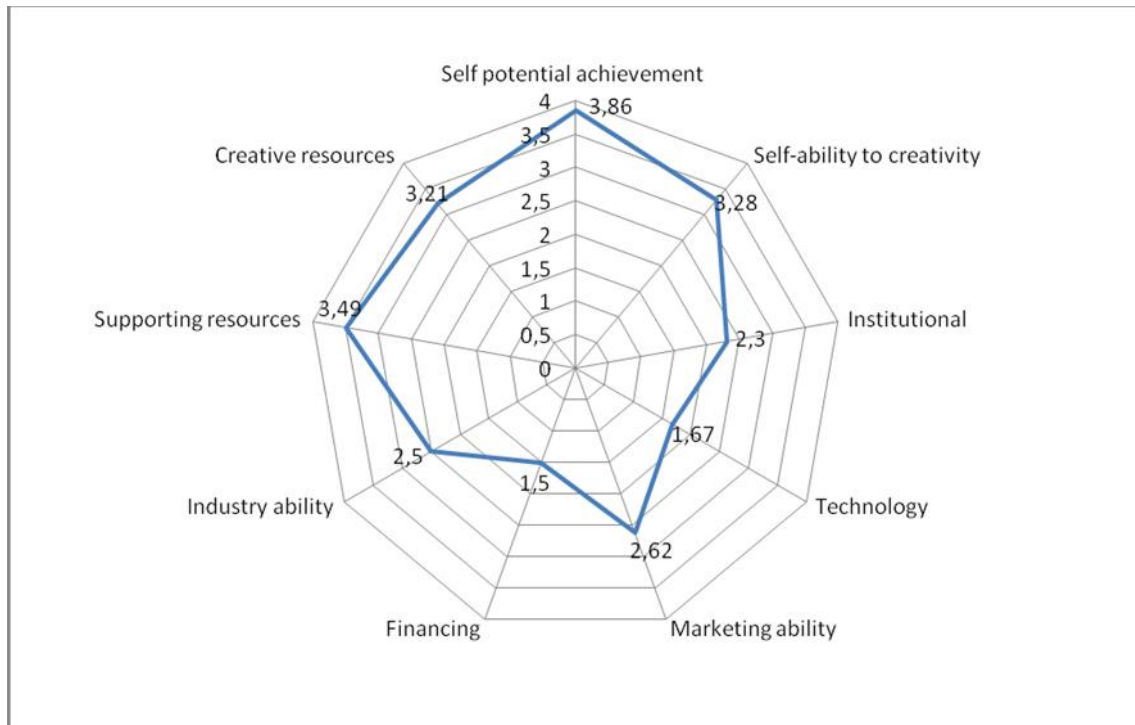 Self potential achievement
4
3,86
3,5
3
2,5
2
1,5
1
0,5
0
Self-ability to creativity
3,28
Institutional
2,3
Technology
1,67
Marketing ability
2,62
Financing
1,5
Industry ability
2,5
Supporting resources
3,49
Creative resources
3,21